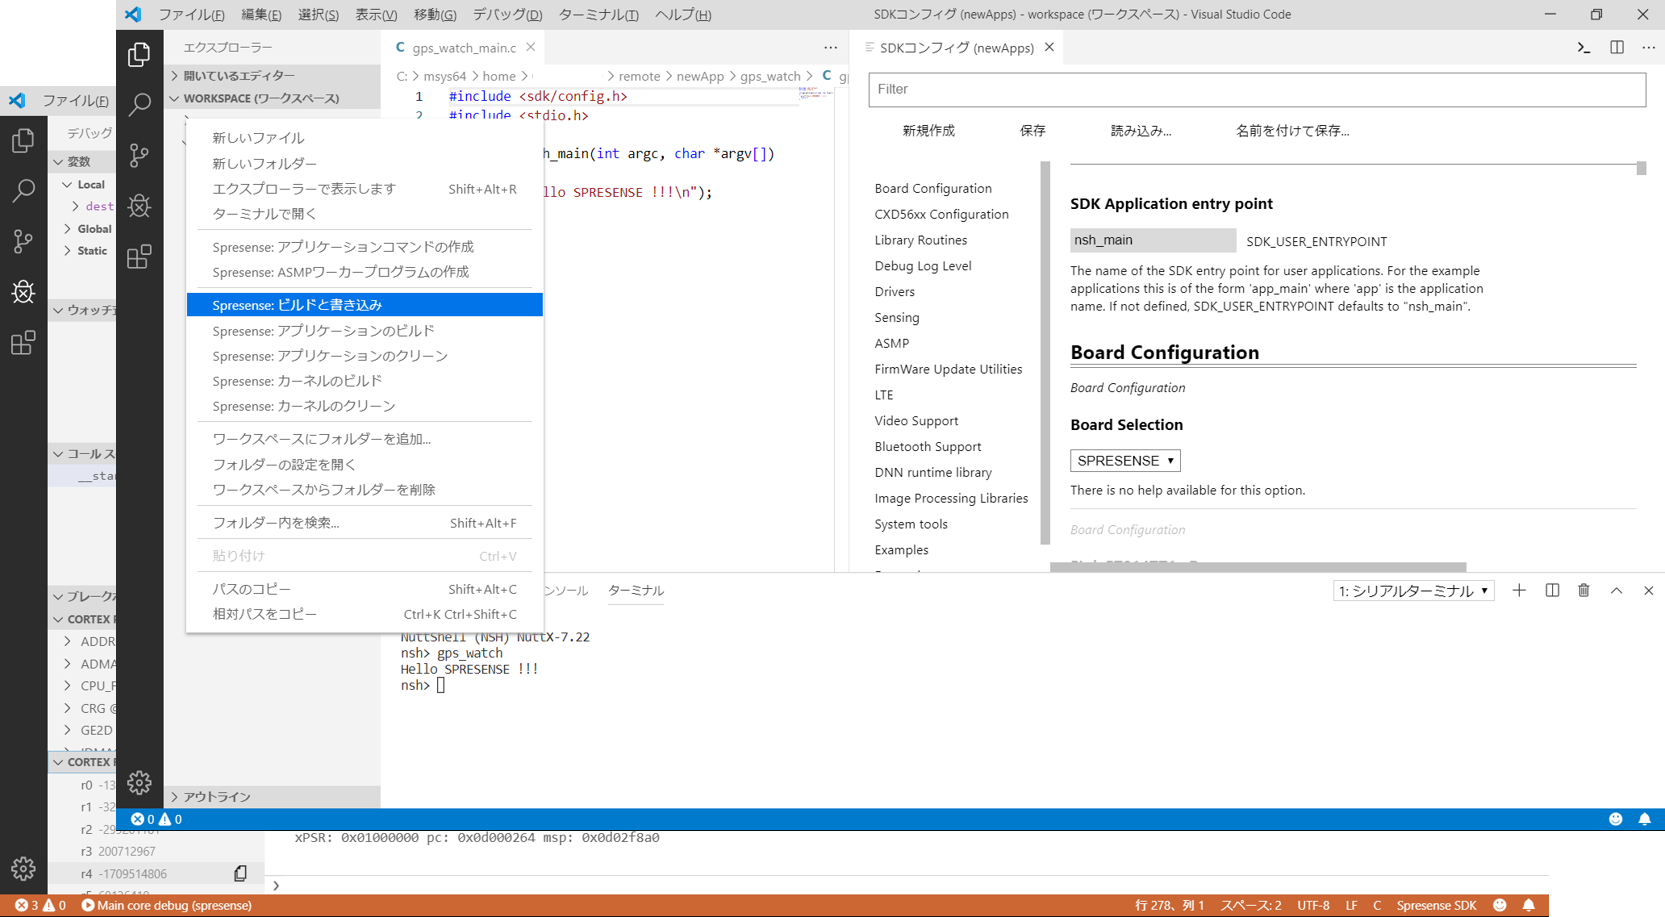 ファイル(F) 編集(E) 選択(S) 表示(V) 移動(G) デバッグ(D) ターミナル(T) ヘルプ(H) SDKコンフィグ (newApps) - workspace (ワークスペース) - Visual Studio Code
エクスプローラー
開いているエディター
WORKSPACE (ワークスペース)
新しいファイル
新しいフォルダー
エクスプローラーで表示します Shift+Alt+R
ターミナルで開く
Spresense: アプリケーションコマンドの作成
Spresense: ASMPワーカープログラムの作成
Spresense: ビルドと書き込み
Spresense: アプリケーションのビルド
Spresense: アプリケーションのクリーン
Spresense: カーネルのビルド
Spresense: カーネルのクリーン
ワークスペースにフォルダーを追加...
フォルダーの設定を開く
ワークスペースからフォルダーを削除
フォルダー内を検索... Shift+Alt+F
貼り付け Ctrl+V
パスのコピー Shift+Alt+C
相対パスをコピー Ctrl+K Ctrl+Shift+C
アウトライン
C gps_watch_main.c
C: > msys64 > home > > remote > newApp > gps_watch > C
1 #include <sdk/config.h>
2 #include <stdio.h>
h_main(int argc, char *argv[])
llo SPRESENSE !!!\n");
SDKコンフィグ (newApps)
Filter
新規作成 保存 読み込み... 名前を付けて保存...
Board Configuration
CXD56xx Configuration
Library Routines
Debug Log Level
Drivers
Sensing
ASMP
FirmWare Update Utilities
LTE
Video Support
Bluetooth Support
DNN runtime library
Image Processing Libraries
System tools
Examples
SDK Application entry point
nsh_main SDK_USER_ENTRYPOINT
The name of the SDK entry point for user applications. For the example
applications this is of the form 'app_main' where 'app' is the application
name. If not defined, SDK_USER_ENTRYPOINT defaults to "nsh_main".
Board Configuration
Board Configuration
Board Selection
SPRESENSE
There is no help available for this option.
Board Configuration
ンソール ターミナル 1: シリアルターミナル
NuttShell (NSH) NuttX-7.22
nsh> gps_watch
Hello SPRESENSE !!!
nsh>
0 0
ファイル(F)
デバッグ
変数
Local
dest
Global
Static
ウォッチ
コール ス
ブレーク
CORTEX
ADDR
ADMA
CPU_
CRG
GE2D
CORTEX
r0 -13
r1 -32
r2
r3 200712967
r4 -1709514806
xPSR: 0x01000000 pc: 0x0d000264 msp: 0x0d02f8a0
3 0 Main core debug (spresense) 行 278、列 1 スペース: 2 UTF-8 LF C Spresense SDK